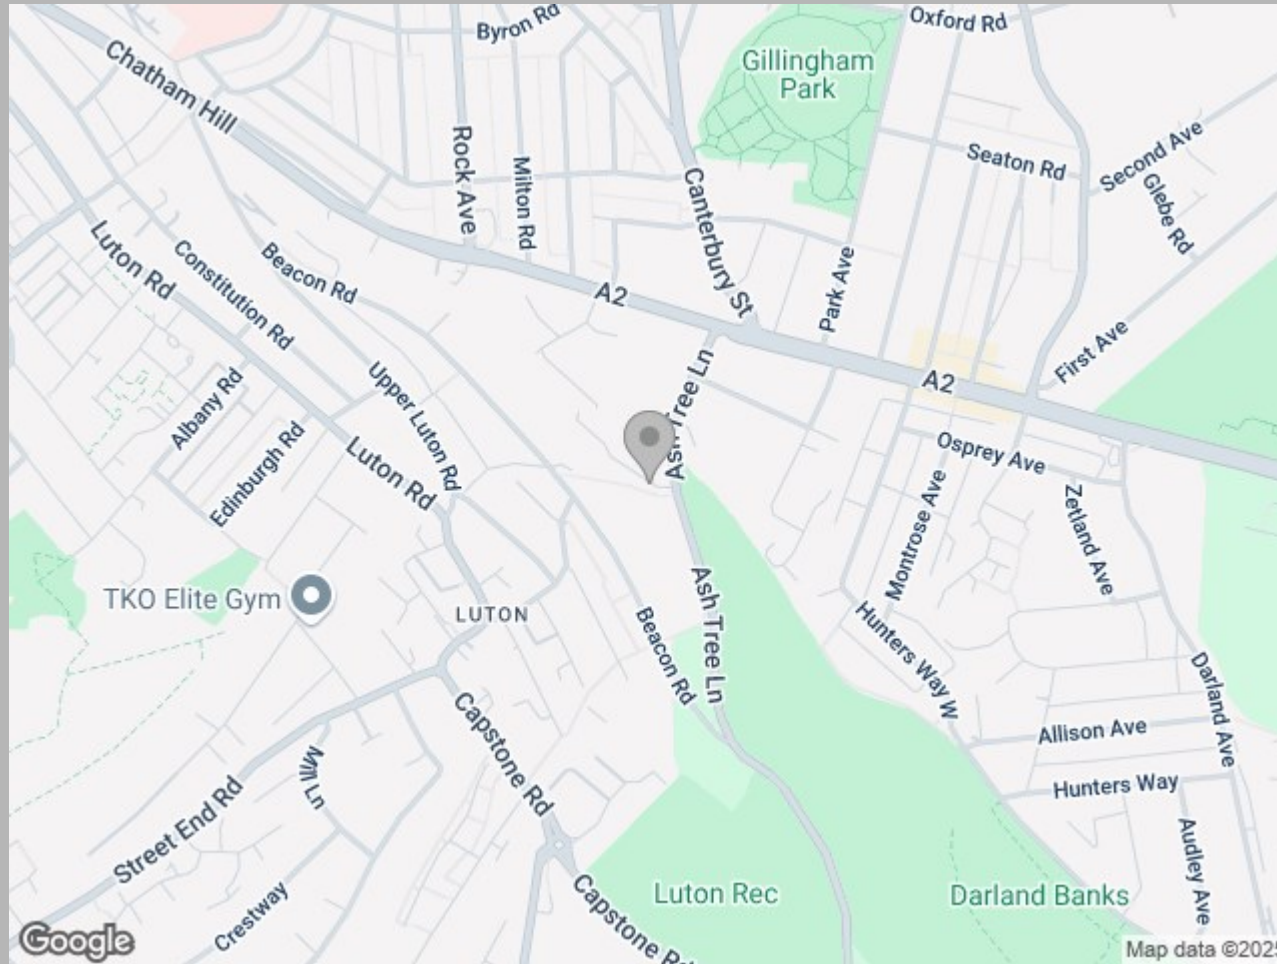 Byron Rd
Oxford Rd
Chatham Hill
Gillingham
Park
Rock Ave
Milton Rd
Canterbury St
Seaton Rd
Second Ave
Glebe Rd
Luton Rd
Constitution Rd
Beacon Rd
A2
Park Ave
First Ave
Albany Rd
Upper Luton Rd
Ash Tree Ln
A2
Edinburgh Rd
Luton Rd
Osprey Ave
Montrose Ave
Zetland Ave
TKO Elite Gym
LUTON
Beacon Rd
Ash Tree Ln
Hunters Way W
Darland Ave
Allison Ave
Hunters Way
Mill Ln
Capstone Rd
Street End Rd
Audley Ave
Luton Rec
Darland Banks
Crestway
Capstone Rd
Google
Map data ©2025